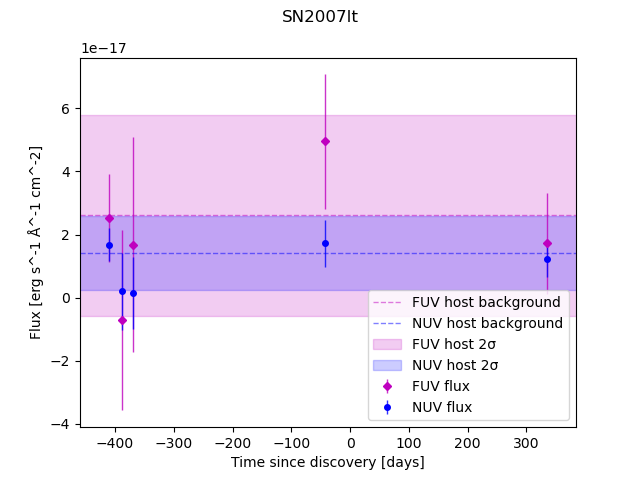 SN2007lt
1e−17
Flux [erg s^-1 Å^-1 cm^-2]
6
4
2
0
−2
−4
FUV host background
NUV host background
FUV host 2σ
NUV host 2σ
FUV flux
NUV flux
−400
−300
−200
−100
0
100
200
300
Time since discovery [days]